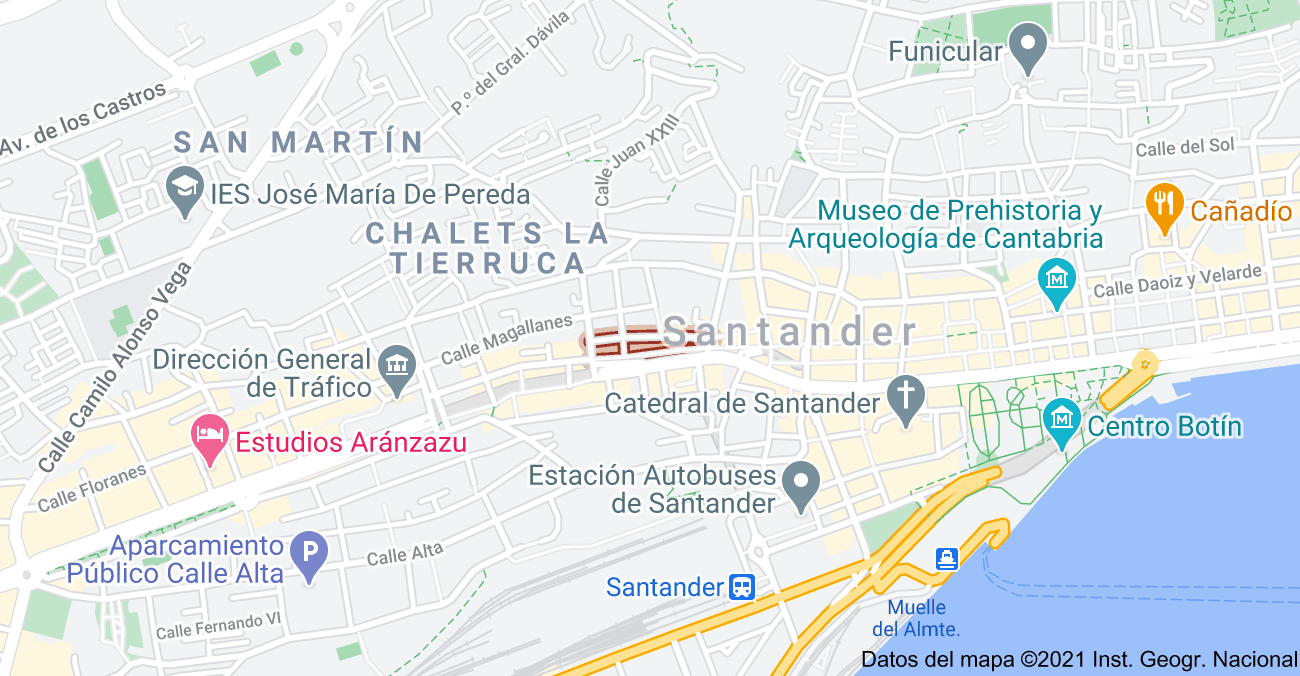 P.º del Gral. Dávila
Funicular
Av. de los Castros
SAN MARTÍN
Calle Juan XXIII
Calle del Sol
IES José María De Pereda
Museo de Prehistoria y
Arqueología de Cantabria
Cañadío
CHALETS LA
TIERRUCA
Calle Daoiz y Velarde
Calle Camilo Alonso Vega
Calle Magallanes
Santander
Dirección General
de Tráfico
Catedral de Santander
Centro Botín
Estudios Aránzazu
Calle Floranes
Estación Autobuses
de Santander
Aparcamiento
Público Calle Alta
P
Calle Alta
Santander
Muelle
del Almte.
Calle Fernando VI
Datos del mapa ©2021 Inst. Geogr. Nacional